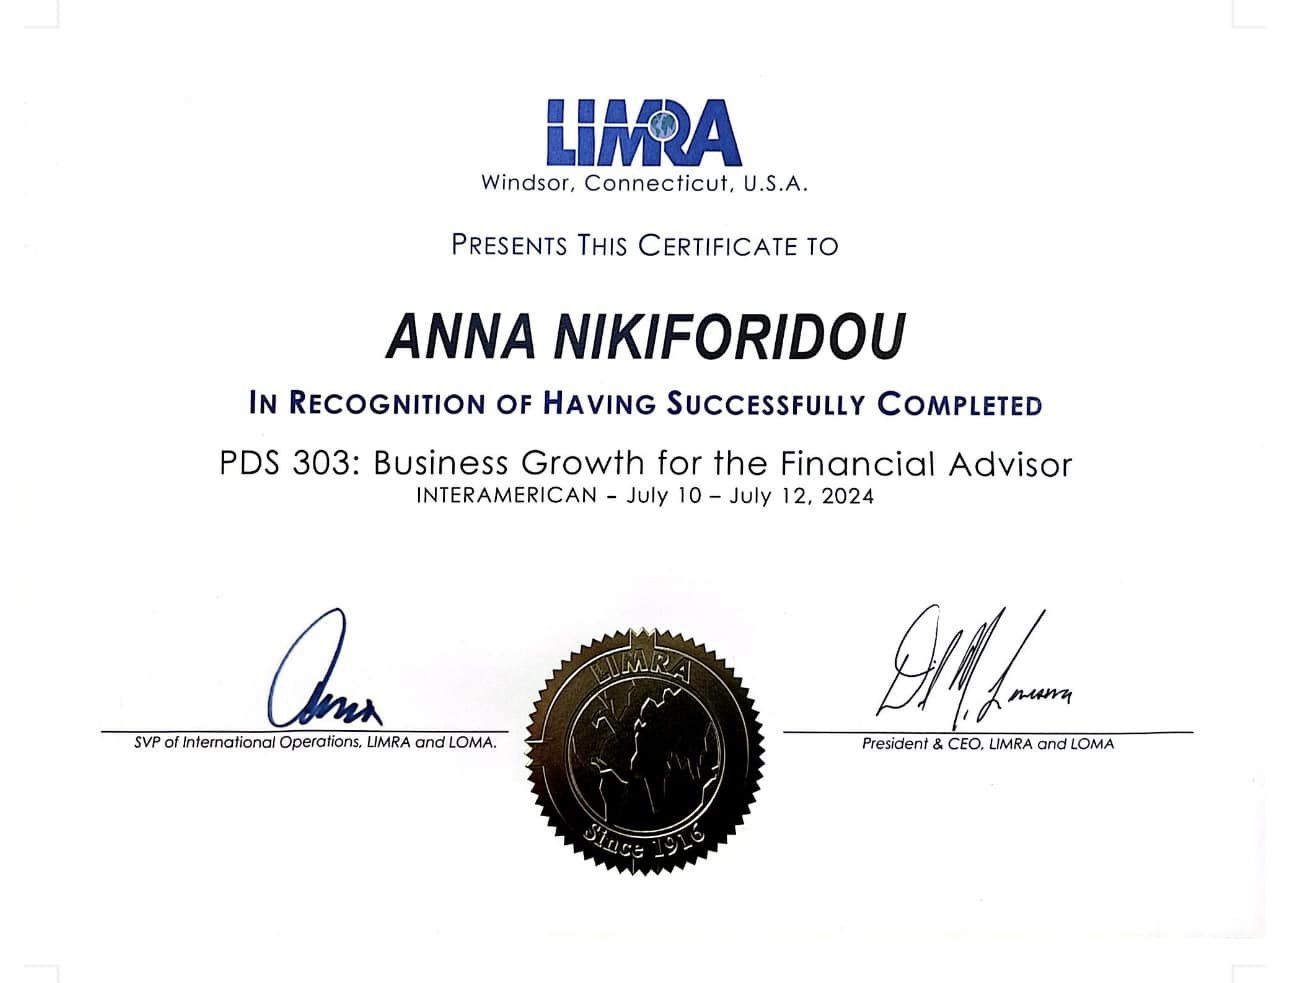 LIMRA
Windsor, Connecticut, U.S.A.
PRESENTS THIS CERTIFICATE TO
ANNA NIKIFORIDOU
IN RECOGNITION OF HAVING SUCCESSFULLY COMPLETED
PDS 303: Business Growth for the Financial Advisor
INTERAMERICAN – July 10 – July 12, 2024
SVP of International Operations, LIMRA and LOMA.
President & CEO, LIMRA and LOMA
LIMRA
Since 1916